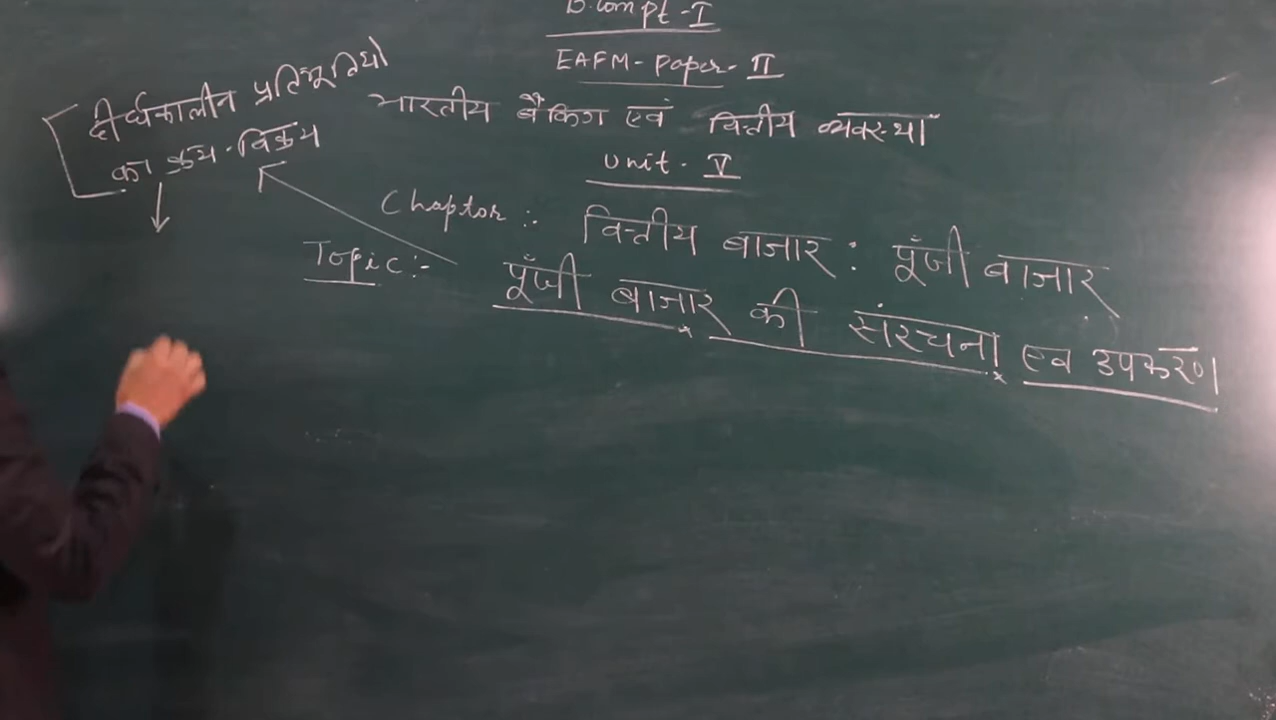 B.Com pt-I
EAFM- Paper- II
भारतीय बैंकिंग एवं वित्तीय व्यवस्था
Unit- V
दीर्घकालीन प्रतिभूतियो
का क्रय-विक्रय
Chapter :- वित्तीय बाजार : पूँजी बाजार
Topic:- पूँजी बाजार की संरचना एव उपकरण